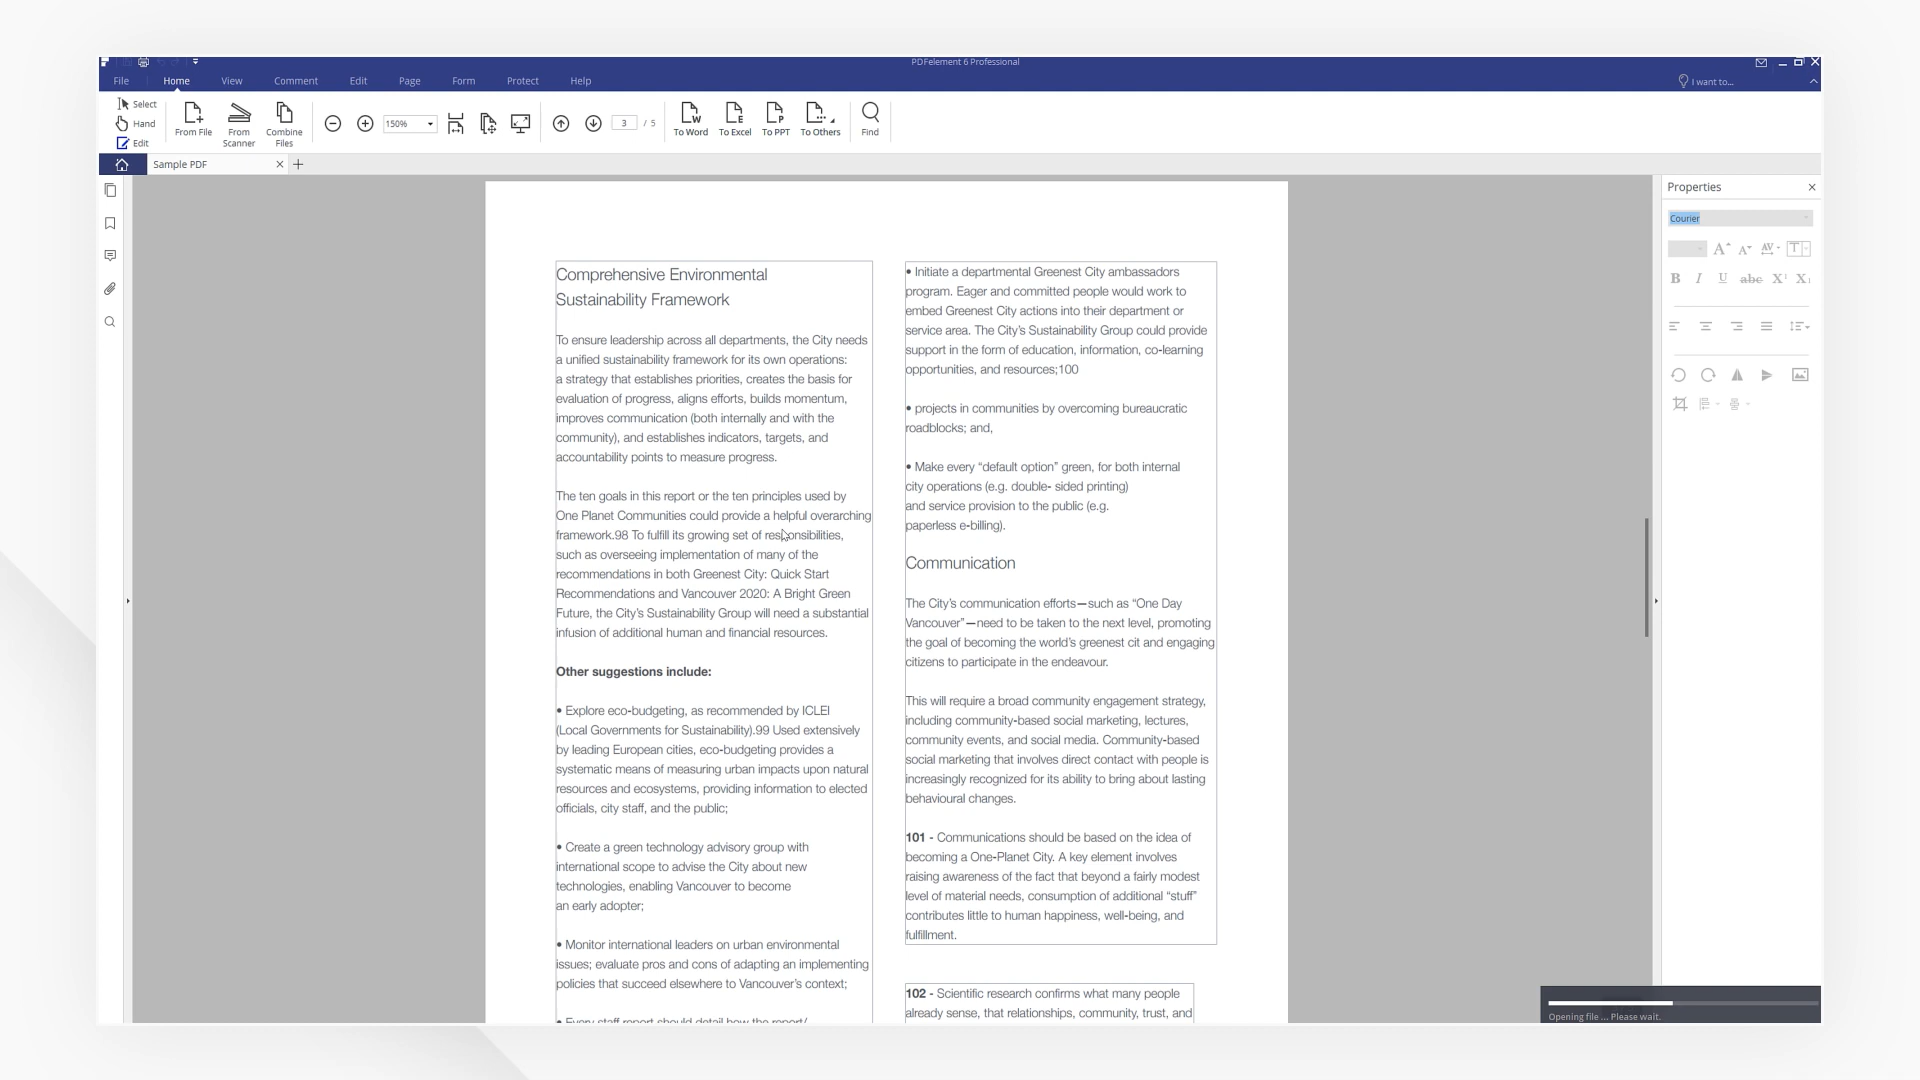 PDFelement 6 Professional
File Home View Comment Edit Page Form Protect Help
I want to...
Select
Hand
Edit
From File
From
Scanner
Combine
Files
150%
3 / 5
To Word To Excel To PPT To Others
Find
Sample PDF
Comprehensive Environmental
Sustainability Framework
To ensure leadership across all departments, the City needs
a unified sustainability framework for its own operations:
a strategy that establishes priorities, creates the basis for
evaluation of progress, aligns efforts, builds momentum,
improves communication (both internally and with the
community), and establishes indicators, targets, and
accountability points to measure progress.
The ten goals in this report or the ten principles used by
One Planet Communities could provide a helpful overarching
framework.98 To fulfill its growing set of responsibilities,
such as overseeing implementation of many of the
recommendations in both Greenest City: Quick Start
Recommendations and Vancouver 2020: A Bright Green
Future, the City’s Sustainability Group will need a substantial
infusion of additional human and financial resources.
Other suggestions include:
• Explore eco-budgeting, as recommended by ICLEI
(Local Governments for Sustainability).99 Used extensively
by leading European cities, eco-budgeting provides a
systematic means of measuring urban impacts upon natural
resources and ecosystems, providing information to elected
officials, city staff, and the public;
• Create a green technology advisory group with
international scope to advise the City about new
technologies, enabling Vancouver to become
an early adopter;
• Monitor international leaders on urban environmental
issues; evaluate pros and cons of adapting an implementing
policies that succeed elsewhere to Vancouver’s context;
• Every staff report should detail how the report/
• Initiate a departmental Greenest City ambassadors
program. Eager and committed people would work to
embed Greenest City actions into their department or
service area. The City’s Sustainability Group could provide
support in the form of education, information, co-learning
opportunities, and resources;100
• projects in communities by overcoming bureaucratic
roadblocks; and,
• Make every “default option” green, for both internal
city operations (e.g. double- sided printing)
and service provision to the public (e.g.
paperless e-billing).
Communication
The City’s communication efforts—such as “One Day
Vancouver”—need to be taken to the next level, promoting
the goal of becoming the world’s greenest cit and engaging
citizens to participate in the endeavour.
This will require a broad community engagement strategy,
including community-based social marketing, lectures,
community events, and social media. Community-based
social marketing that involves direct contact with people is
increasingly recognized for its ability to bring about lasting
behavioural changes.
101 - Communications should be based on the idea of
becoming a One-Planet City. A key element involves
raising awareness of the fact that beyond a fairly modest
level of material needs, consumption of additional “stuff”
contributes little to human happiness, well-being, and
fulfillment.
102 - Scientific research confirms what many people
already sense, that relationships, community, trust, and
Properties
Courier
Opening file ... Please wait.